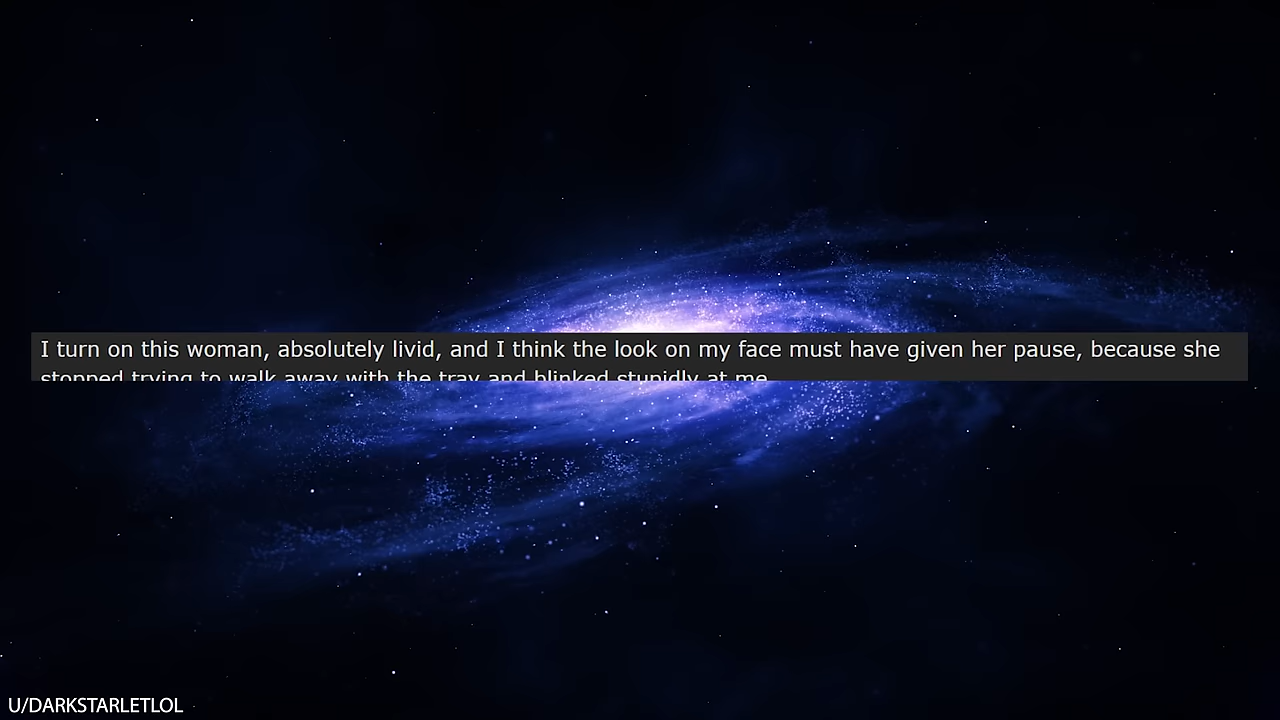 I turn on this woman, absolutely livid, and I think the look on my face must have given her pause, because she
stopped trying to walk away with the tray and blinked stupidly at me
U/DARKSTARLETLOL